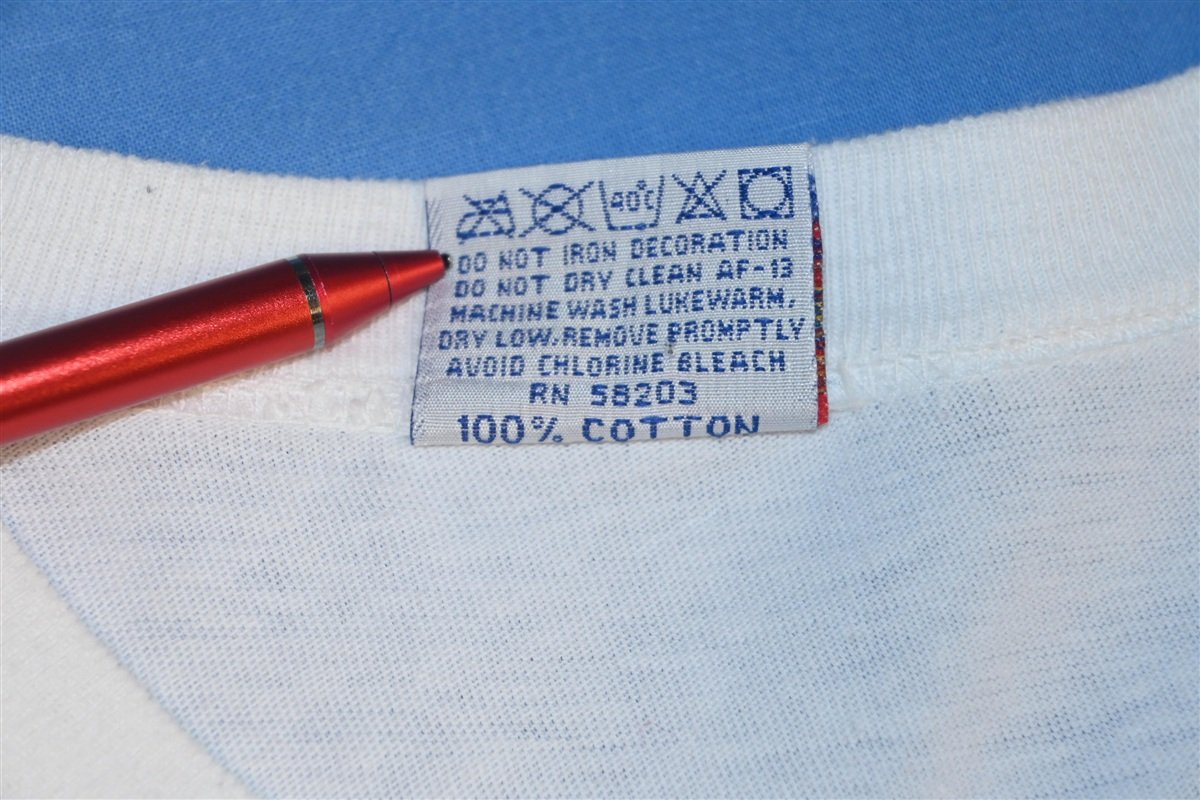 40°C
DO NOT IRON DECORATION
DO NOT DRY CLEAN AF-13
MACHINE WASH LUKEWARM,
DRY LOW, REMOVE PROMPTLY
AVOID CHLORINE BLEACH
RN 58203
100% COTTON